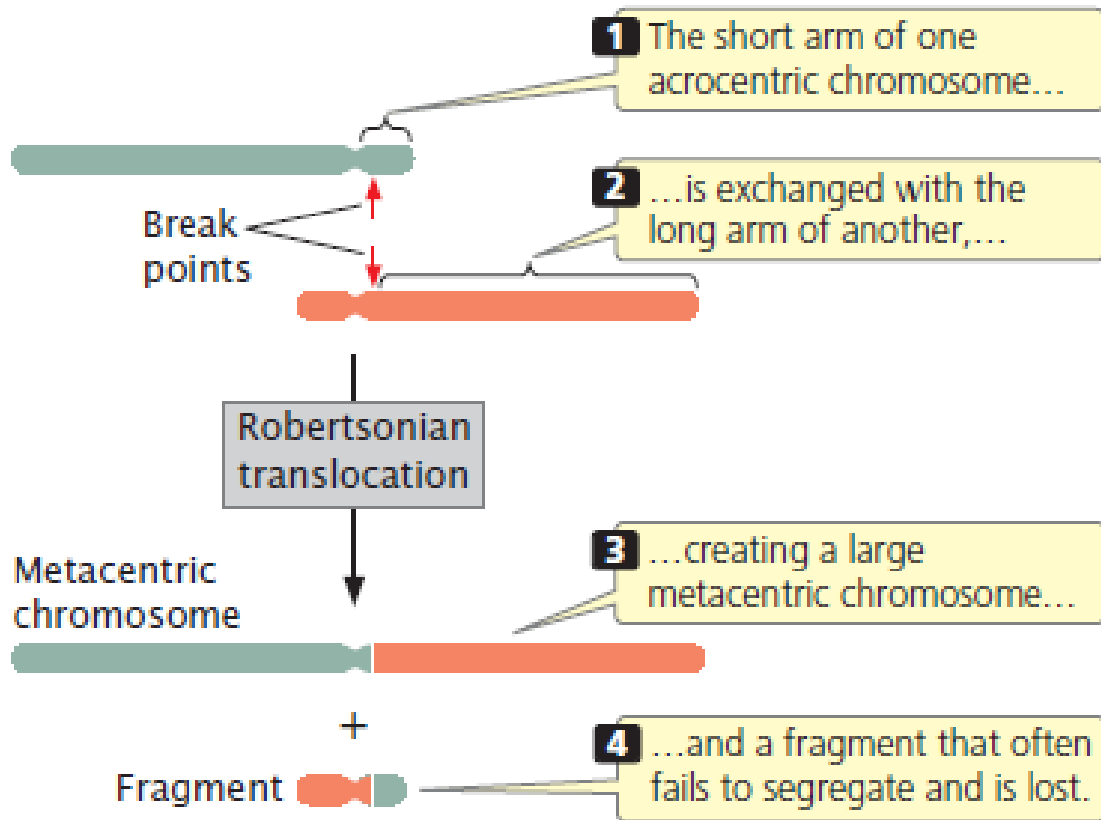 1 The short arm of one
acrocentric chromosome…
2 …is exchanged with the
long arm of another,…
Break
points
Robertsonian
translocation
3 …creating a large
metacentric chromosome…
Metacentric
chromosome
+
4 …and a fragment that often
fails to segregate and is lost.
Fragment